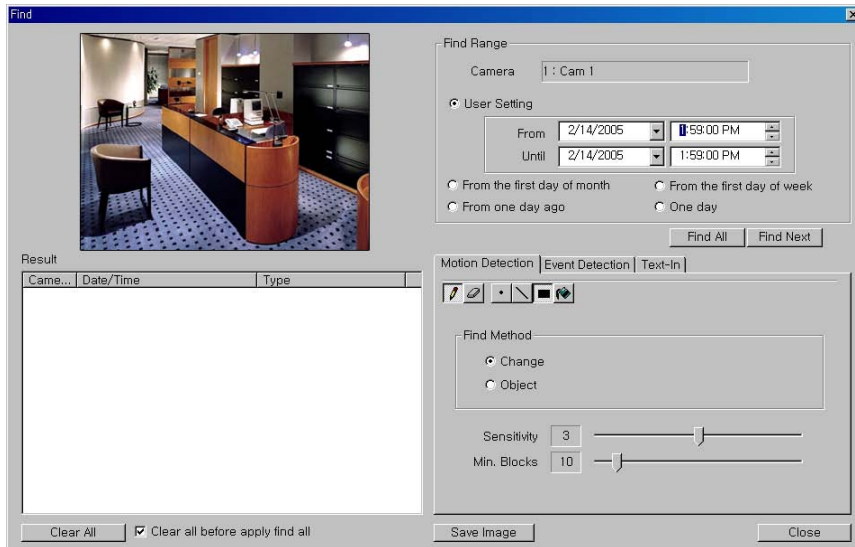 Find
Find Range
Camera 1 : Cam 1
User Setting
From 2/14/2005 1:59:00 PM
Until 2/14/2005 1:59:00 PM
From the first day of month From the first day of week
From one day ago One day
Find All Find Next
Result
Came... Date/Time Type
Motion Detection Event Detection Text-In
Find Method
Change
Object
Sensitivity 3
Min. Blocks 10
Clear All Clear all before apply find all
Save Image Close